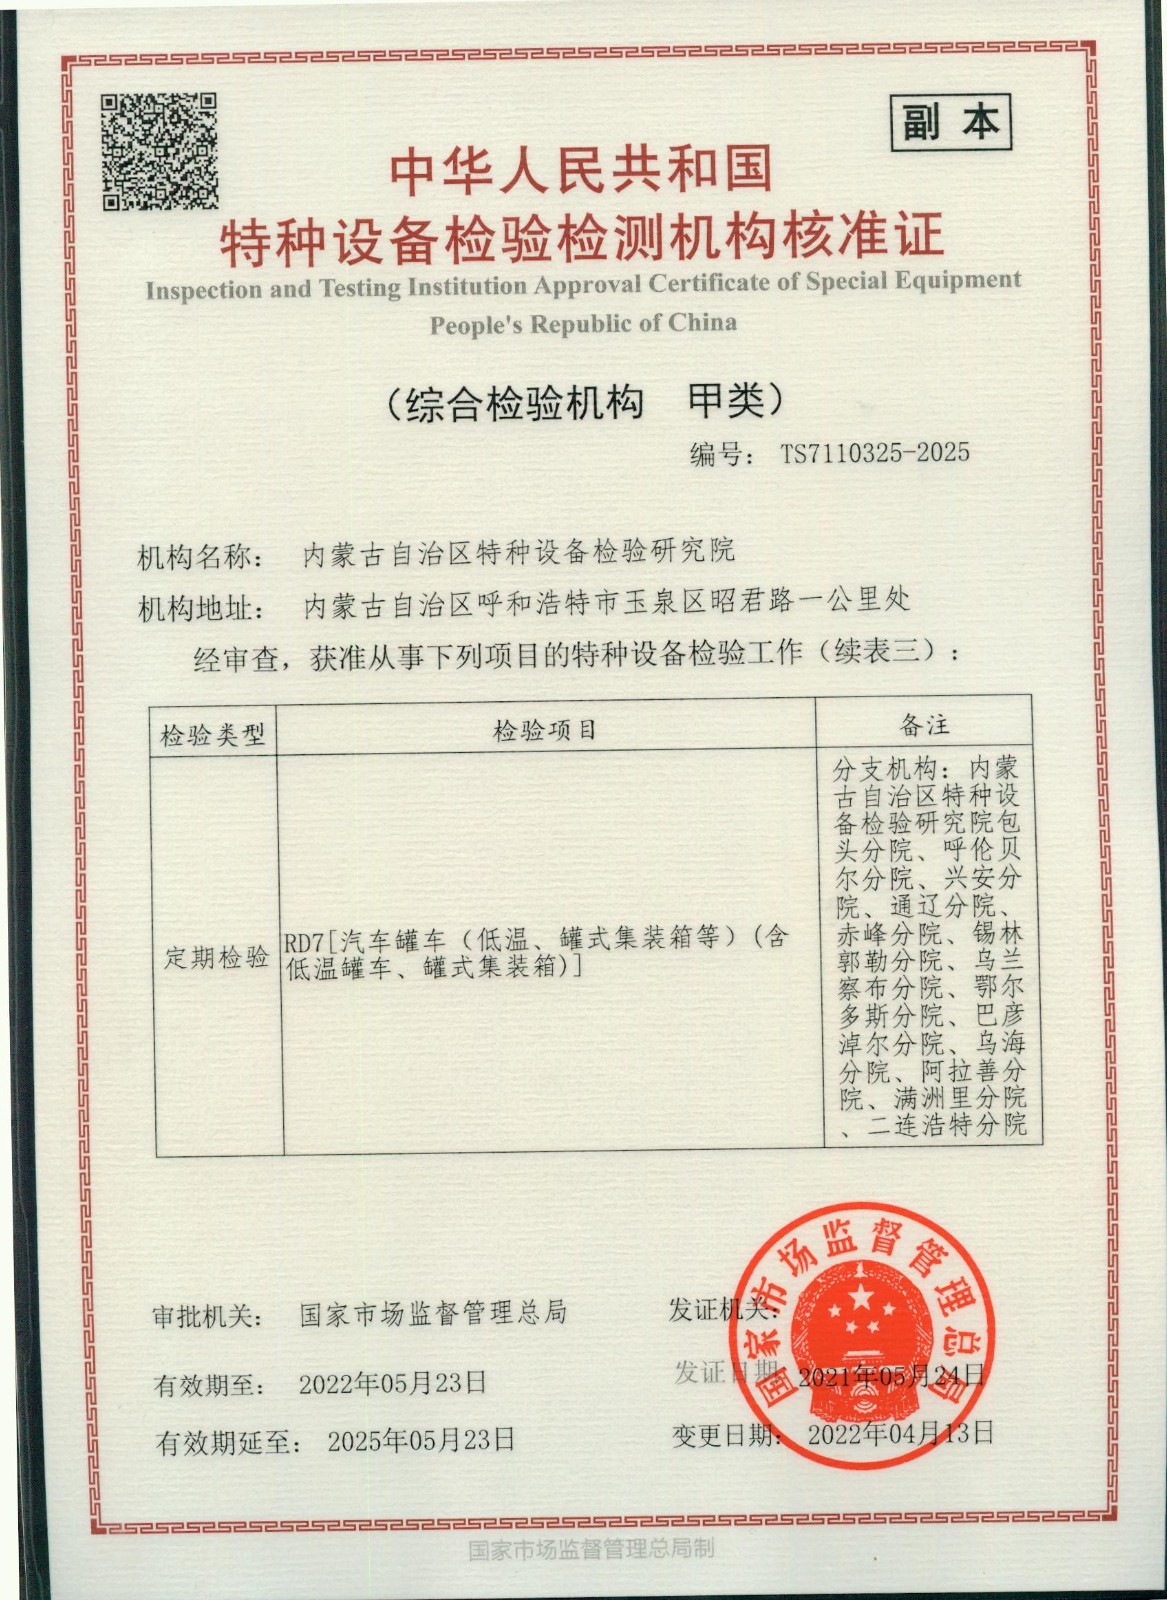 副 本
中华人民共和国
特种设备检验检测机构核准证
Inspection and Testing Institution Approval Certificate of Special Equipment
People's Republic of China
（综合检验机构 甲类）
编号： TS7110325-2025
机构名称： 内蒙古自治区特种设备检验研究院
机构地址： 内蒙古自治区呼和浩特市玉泉区昭君路一公里处
经审查，获准从事下列项目的特种设备检验工作（续表三）：
检验类型 检验项目 备注
定期检验
RD7[汽车罐车（低温、罐式集装箱等）(含
低温罐车、罐式集装箱)]
分支机构：内蒙
古自治区特种设
备检验研究院包
头分院、呼伦贝
尔分院、兴安分
院、通辽分院、
赤峰分院、锡林
郭勒分院、乌兰
察布分院、鄂尔
多斯分院、巴彦
淖尔分院、乌海
分院、阿拉善分
院、满洲里分院
、二连浩特分院
审批机关： 国家市场监督管理总局
发证机关：
国家市场监督管理总局
有效期至： 2022年05月23日
发证日期： 2021年05月24日
有效期延至： 2025年05月23日
变更日期： 2022年04月13日
国家市场监督管理总局制